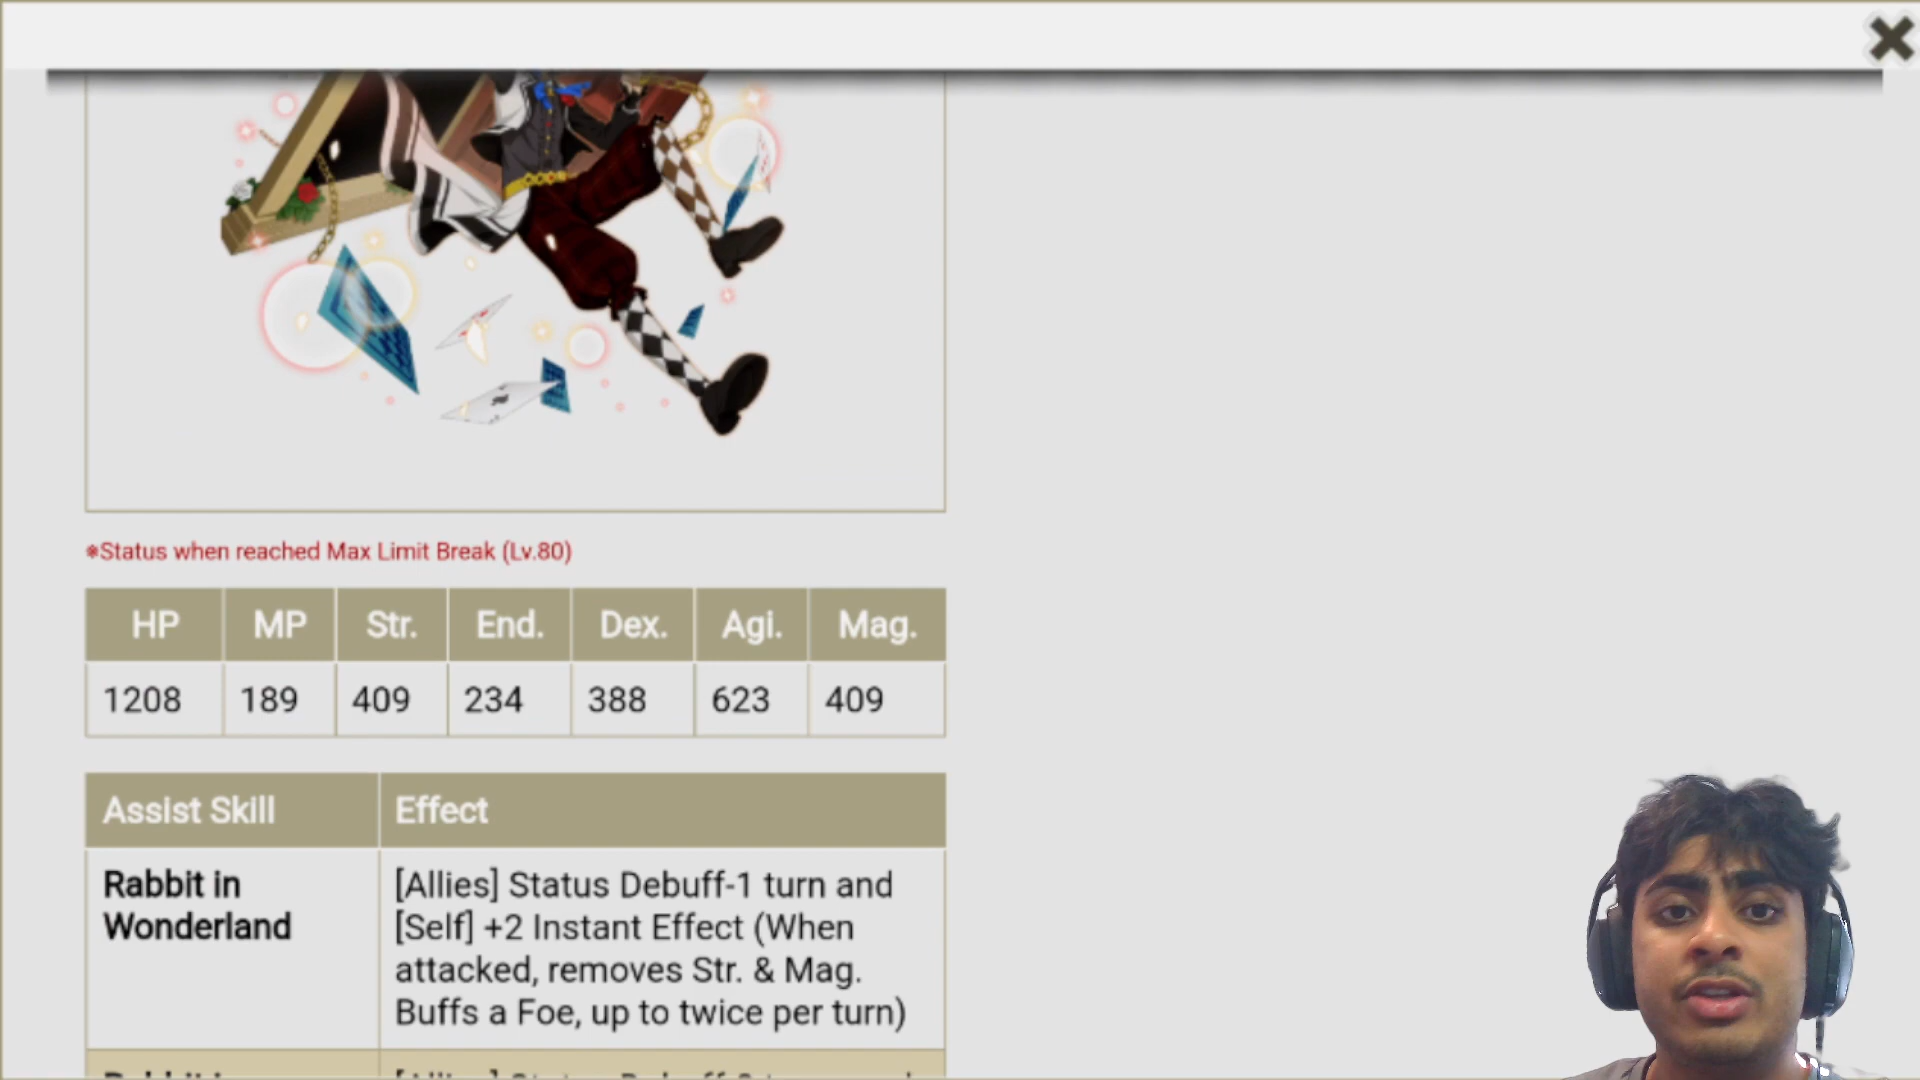 ※Status when reached Max Limit Break (Lv.80)
HP MP Str. End. Dex. Agi. Mag.
1208 189 409 234 388 623 409
Assist Skill Effect
Rabbit in
Wonderland
[Allies] Status Debuff-1 turn and
[Self] +2 Instant Effect (When
attacked, removes Str. & Mag.
Buffs a Foe, up to twice per turn)